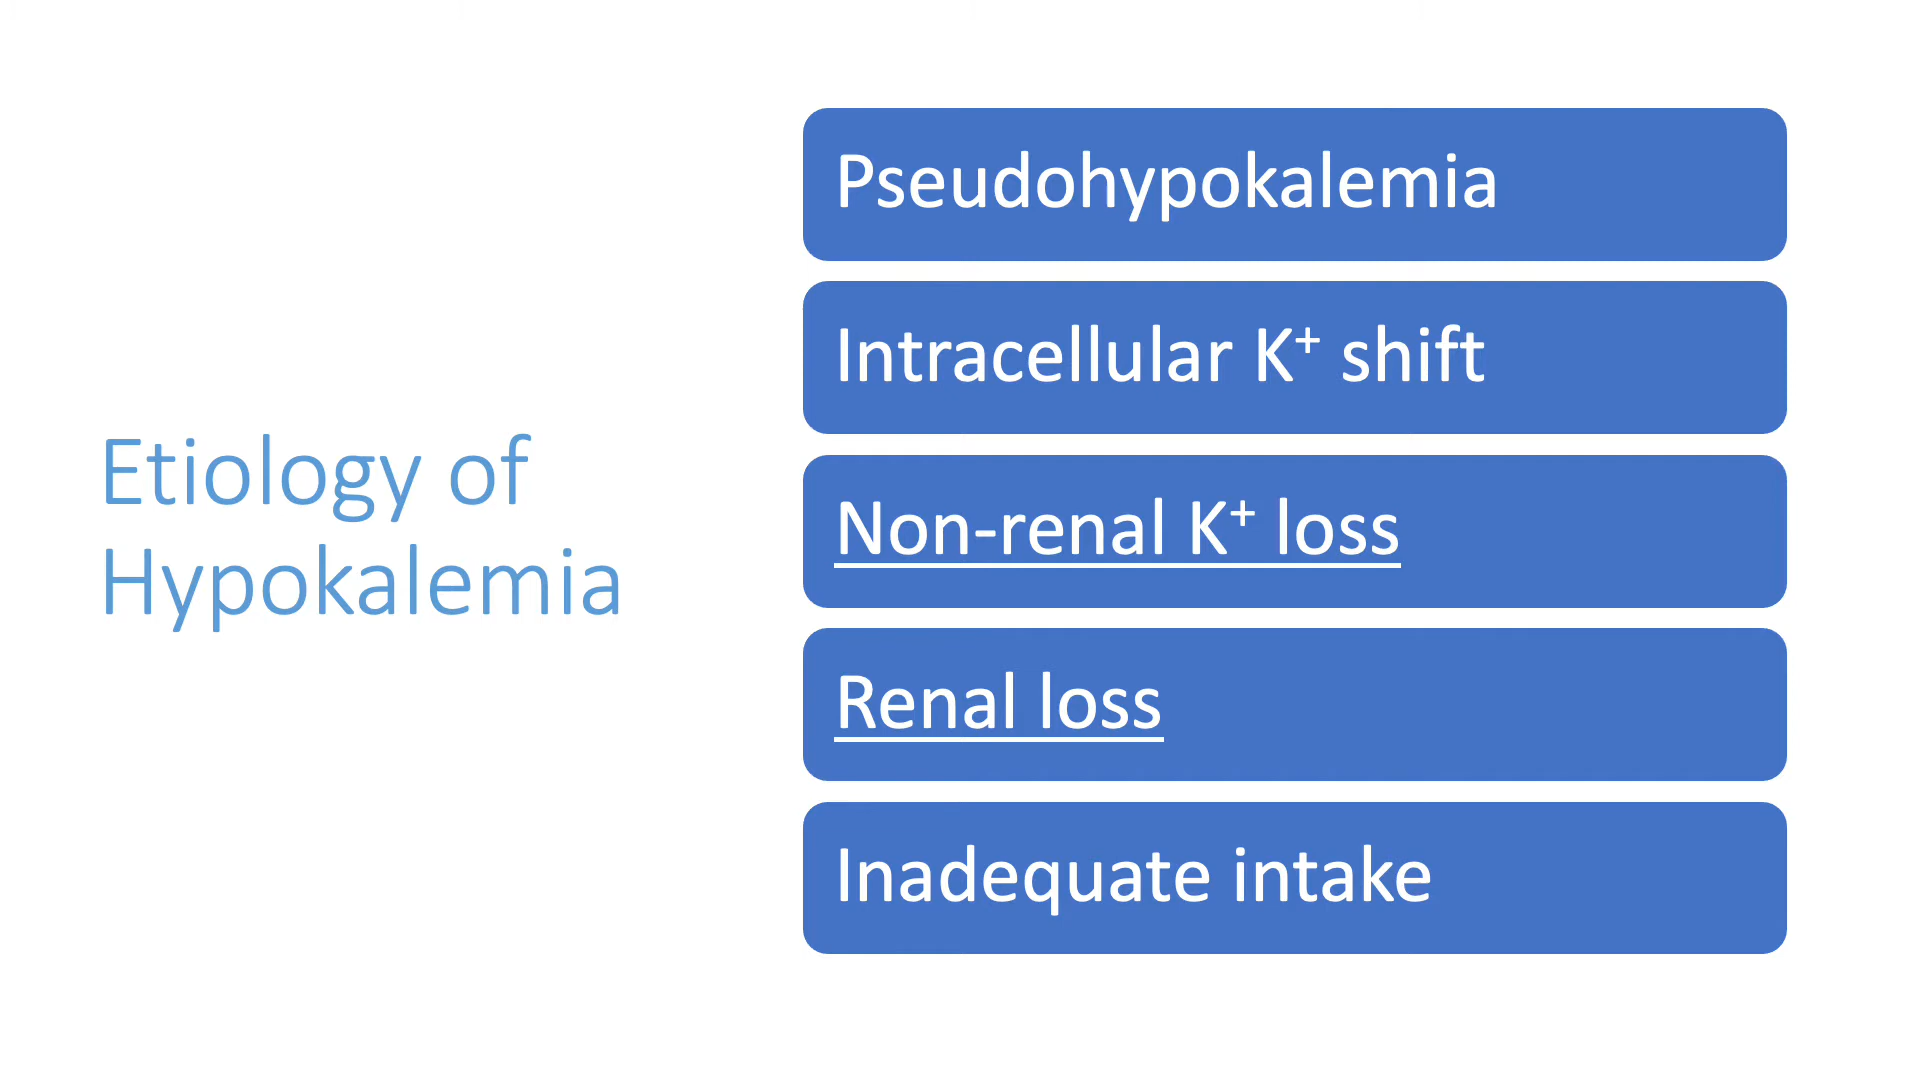 Etiology of
Hypokalemia
Pseudohypokalemia
Intracellular K⁺ shift
Non-renal K⁺ loss
Renal loss
Inadequate intake